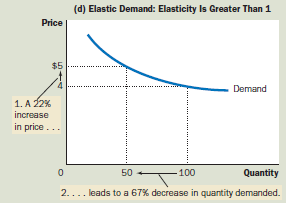 (d) Elastic Demand: Elasticity Is Greater Than 1
Price
$5
4
Demand
1. A 22%
increase
in price . . .
0
50
100
Quantity
2. . . . leads to a 67% decrease in quantity demanded.